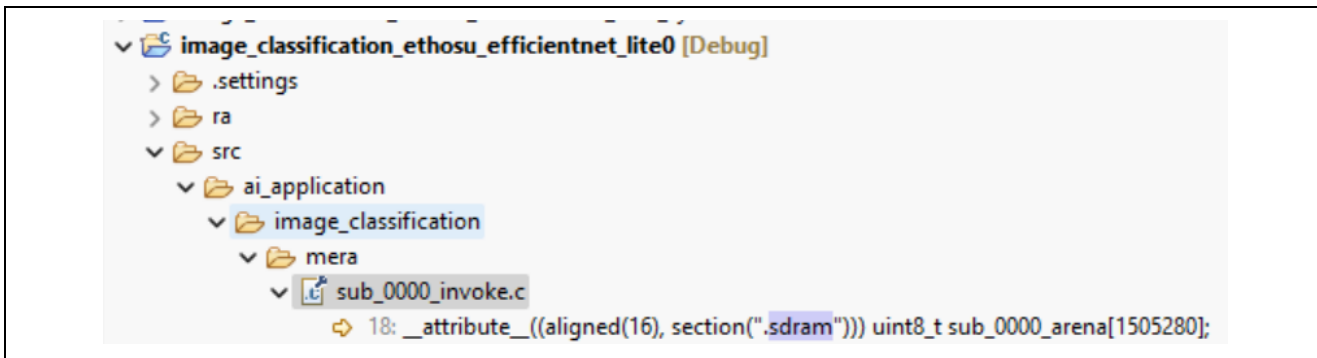 image_classification_ethosu_efficientnet_lite0 [Debug]
.settings
ra
src
ai_application
image_classification
mera
sub_0000_invoke.c
18: __attribute__((aligned(16), section(".sdram"))) uint8_t sub_0000_arena[1505280];